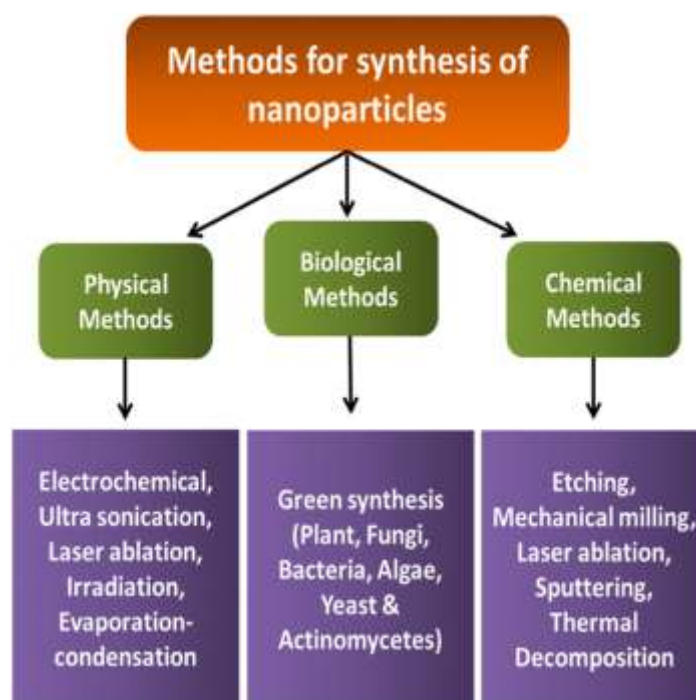 Methods for synthesis of
nanoparticles
Physical
Methods
Biological
Methods
Chemical
Methods
Electrochemical,
Ultra sonication,
Laser ablation,
Irradiation,
Evaporation-
condensation
Green synthesis
(Plant, Fungi,
Bacteria, Algae,
Yeast &
Actinomycetes)
Etching,
Mechanical milling,
Laser ablation,
Sputtering,
Thermal
Decomposition